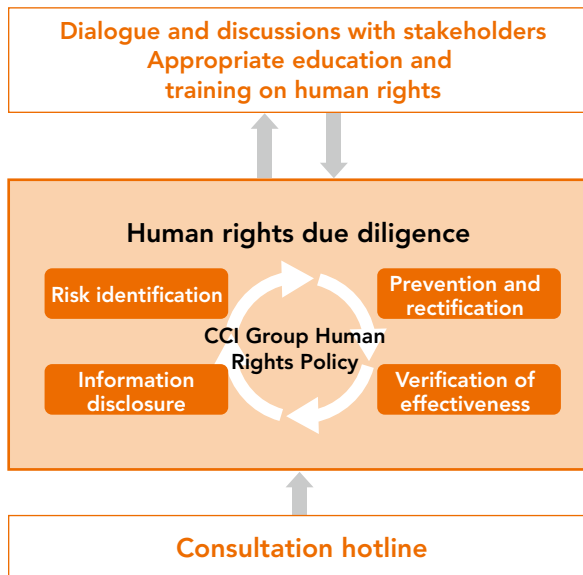 Dialogue and discussions with stakeholders
Appropriate education and
training on human rights
Human rights due diligence
Risk identification
Prevention and
rectification
CCI Group Human
Rights Policy
Information
disclosure
Verification of
effectiveness
Consultation hotline